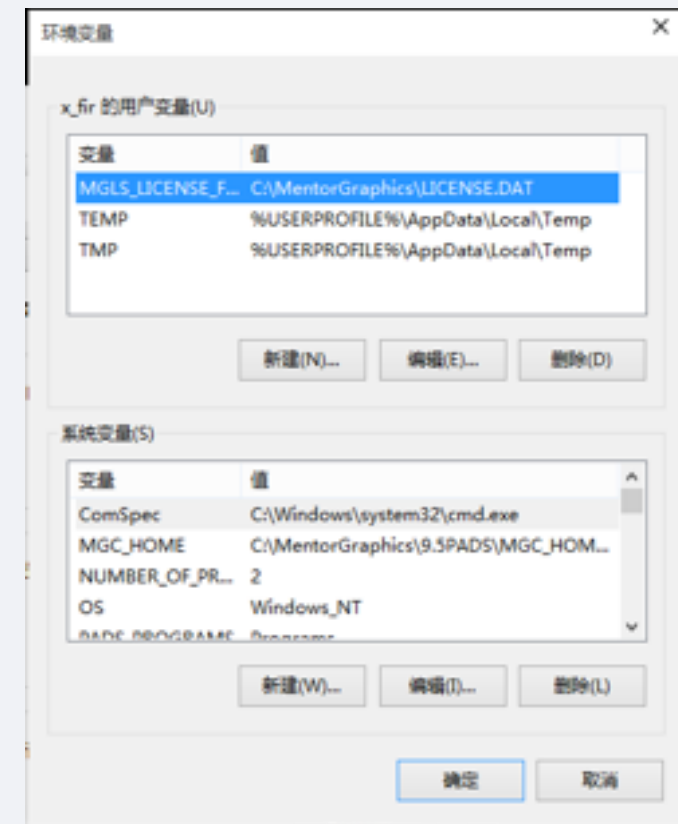 环境变量
x_fir 的用户变量(U)
变量 值
MGLS_LICENSE_F... C:\MentorGraphics\LICENSE.DAT
TEMP %USERPROFILE%\AppData\Local\Temp
TMP %USERPROFILE%\AppData\Local\Temp
新建(N)... 编辑(E)... 删除(D)
系统变量(S)
变量 值
ComSpec C:\Windows\system32\cmd.exe
MGC_HOME C:\MentorGraphics\9.5PADS\MGC_HOM...
NUMBER_OF_PR... 2
OS Windows_NT
PADS_PROGRAMS Programs
新建(W)... 编辑(I)... 删除(L)
确定 取消